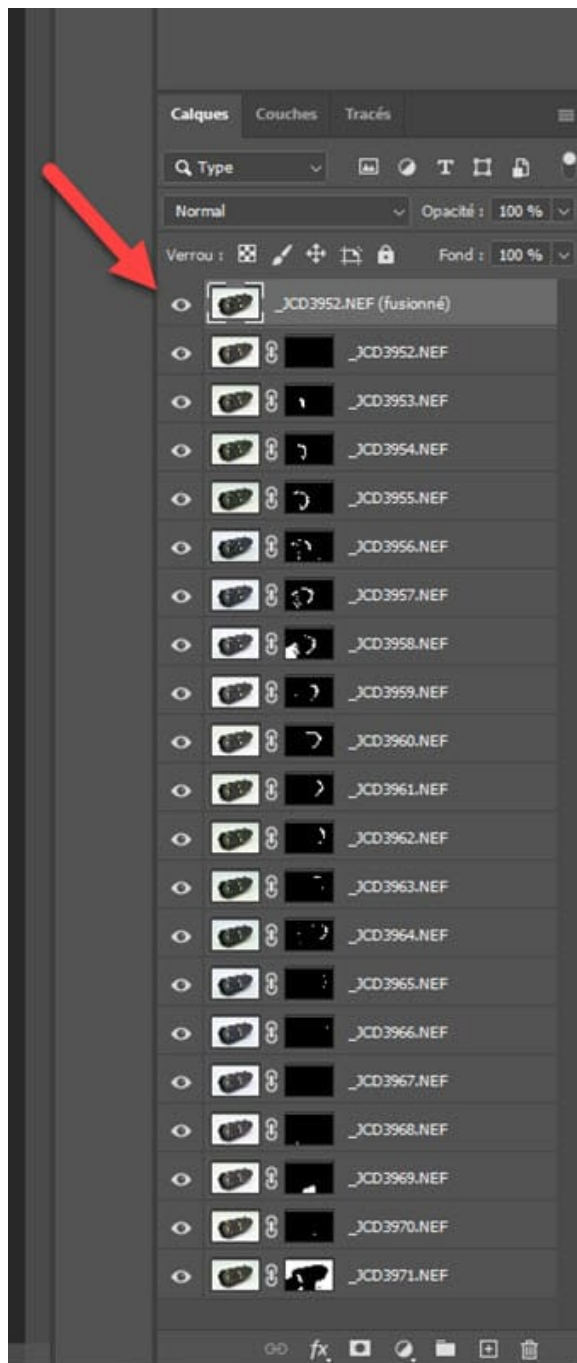 Calques Couches Tracés
Type
Normal Opacité : 100 %
Verrou : Fond : 100 %
_JCD3952.NEF (fusionné)
_JCD3952.NEF
_JCD3953.NEF
_JCD3954.NEF
_JCD3955.NEF
_JCD3956.NEF
_JCD3957.NEF
_JCD3958.NEF
_JCD3959.NEF
_JCD3960.NEF
_JCD3961.NEF
_JCD3962.NEF
_JCD3963.NEF
_JCD3964.NEF
_JCD3965.NEF
_JCD3966.NEF
_JCD3967.NEF
_JCD3968.NEF
_JCD3969.NEF
_JCD3970.NEF
_JCD3971.NEF
fx